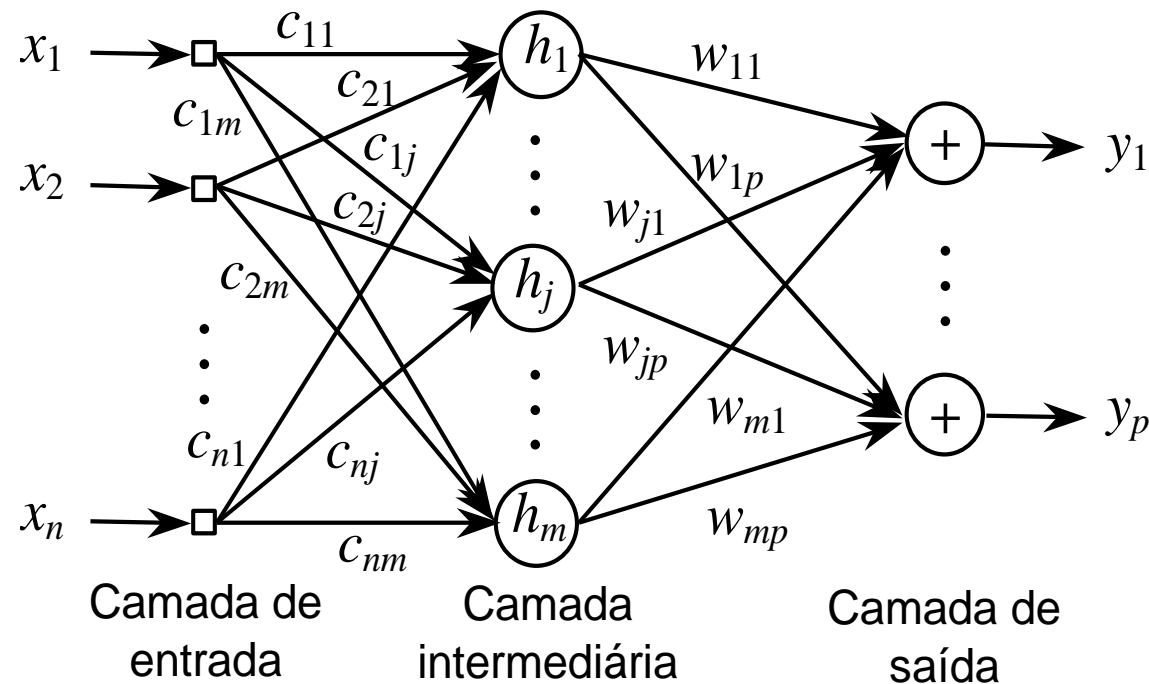 x₁ c₁₁ h₁ w₁₁
c₂₁
c₁ₘ c₁ⱼ + y₁
x₂ w₁ₚ
c₂ⱼ wⱼ₁
c₂ₘ hⱼ
wⱼₚ
wₘ₁ + yₚ
cₙ₁ cₙⱼ
xₙ hₘ wₘₚ
cₙₘ
Camada de entrada
Camada intermediária
Camada de saída